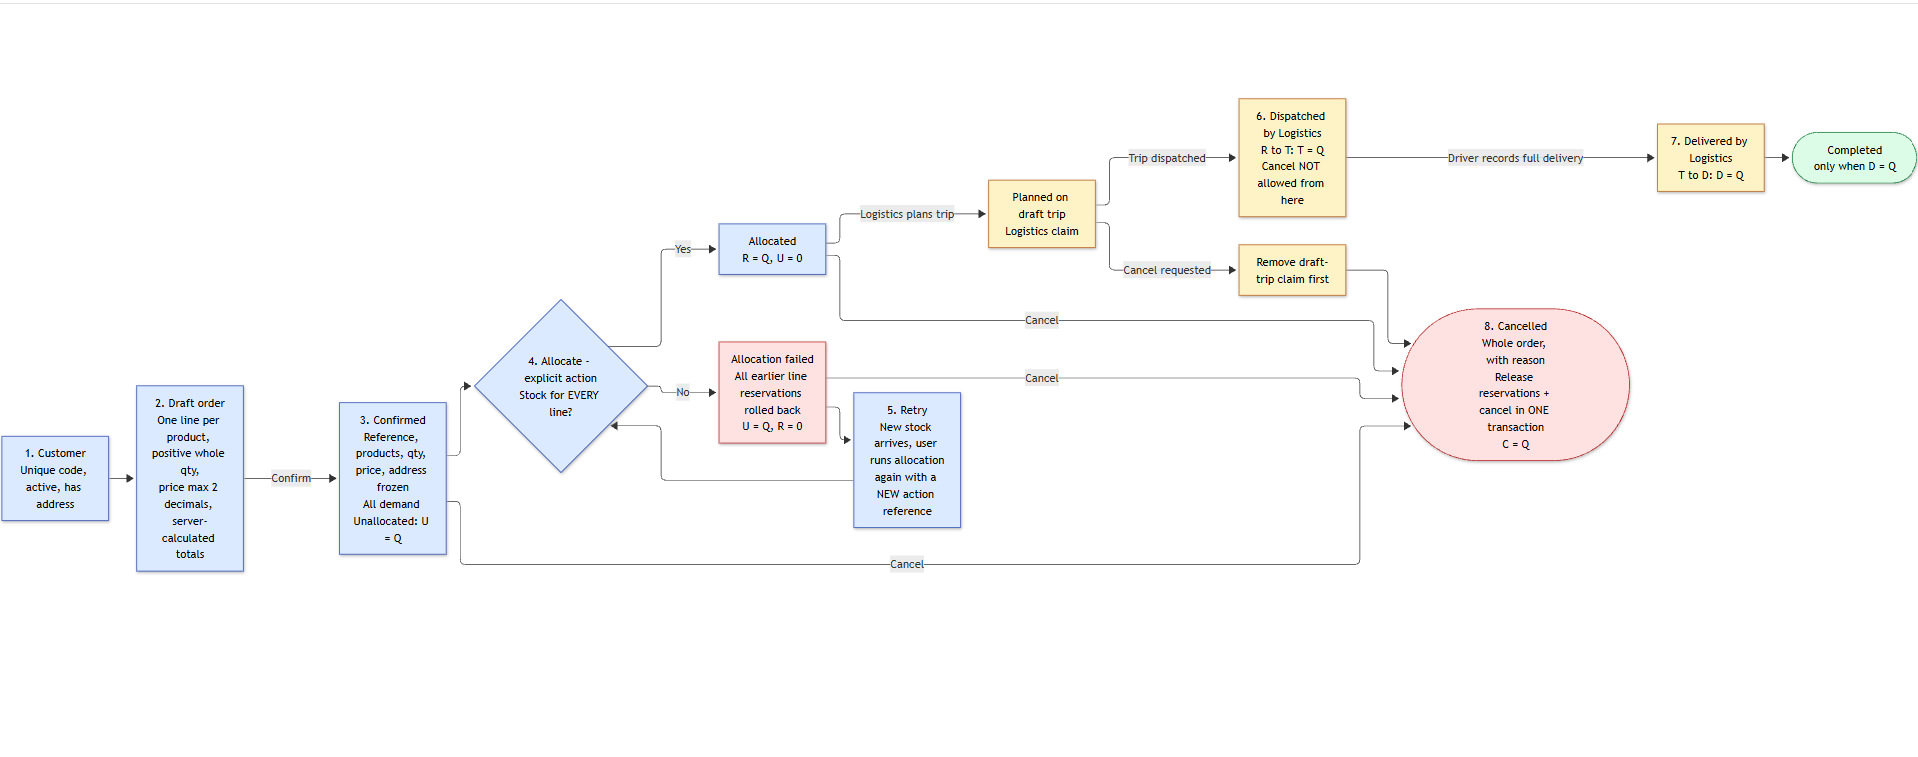 1. Customer
Unique code,
active, has
address
2. Draft order
One line per
product,
positive whole
qty,
price max 2
decimals,
server-
calculated
totals
Confirm
3. Confirmed
Reference,
products, qty,
price, address
frozen
All demand
Unallocated: U
= Q
4. Allocate -
explicit action
Stock for EVERY
line?
Yes
Allocated
R = Q, U = 0
No
Allocation failed
All earlier line
reservations
rolled back
U = Q, R = 0
5. Retry
New stock
arrives, user
runs allocation
again with a
NEW action
reference
Logistics plans trip
Planned on
draft trip
Logistics claim
Trip dispatched
6. Dispatched
by Logistics
R to T: T = Q
Cancel NOT
allowed from
here
Cancel requested
Remove draft-
trip claim first
Cancel
Cancel
Cancel
Driver records full delivery
7. Delivered by
Logistics
T to D: D = Q
Completed
only when D = Q
8. Cancelled
Whole order,
with reason
Release
reservations +
cancel in ONE
transaction
C = Q